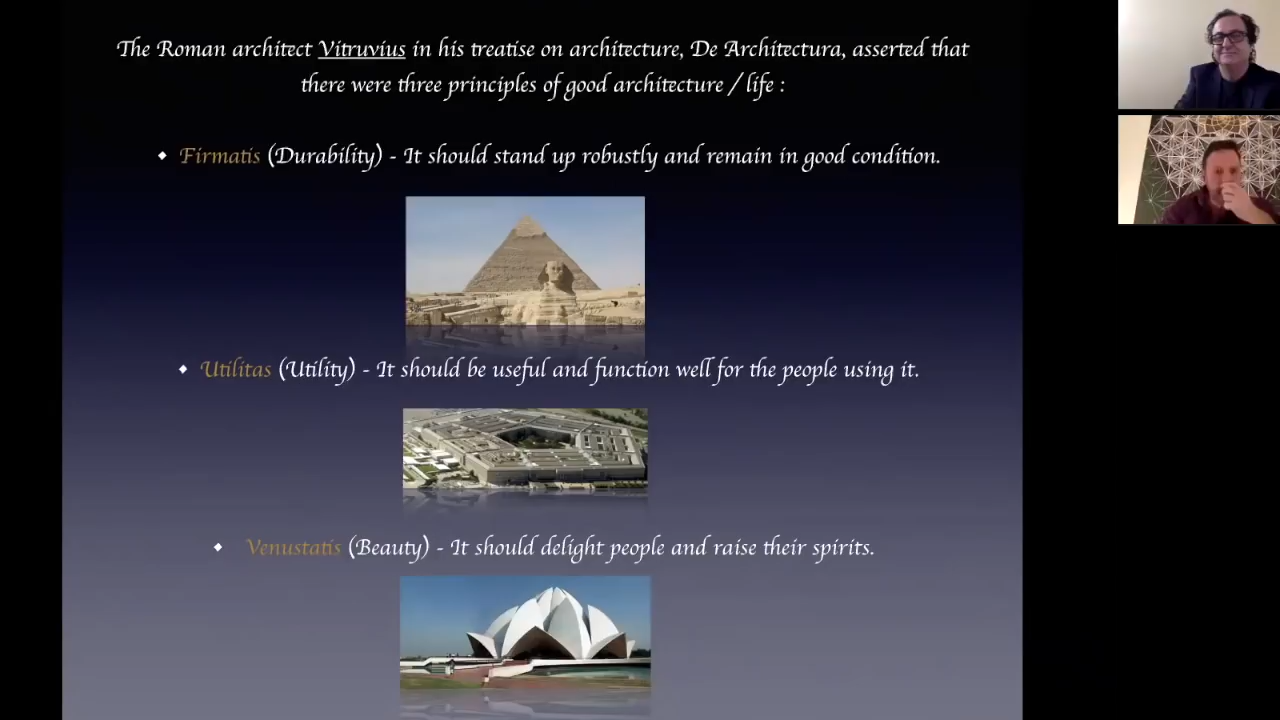 The Roman architect Vitruvius in his treatise on architecture, De Architectura, asserted that
there were three principles of good architecture / life :
◆ Firmatis (Durability) - It should stand up robustly and remain in good condition.
◆ Utilitas (Utility) - It should be useful and function well for the people using it.
◆ Venustatis (Beauty) - It should delight people and raise their spirits.